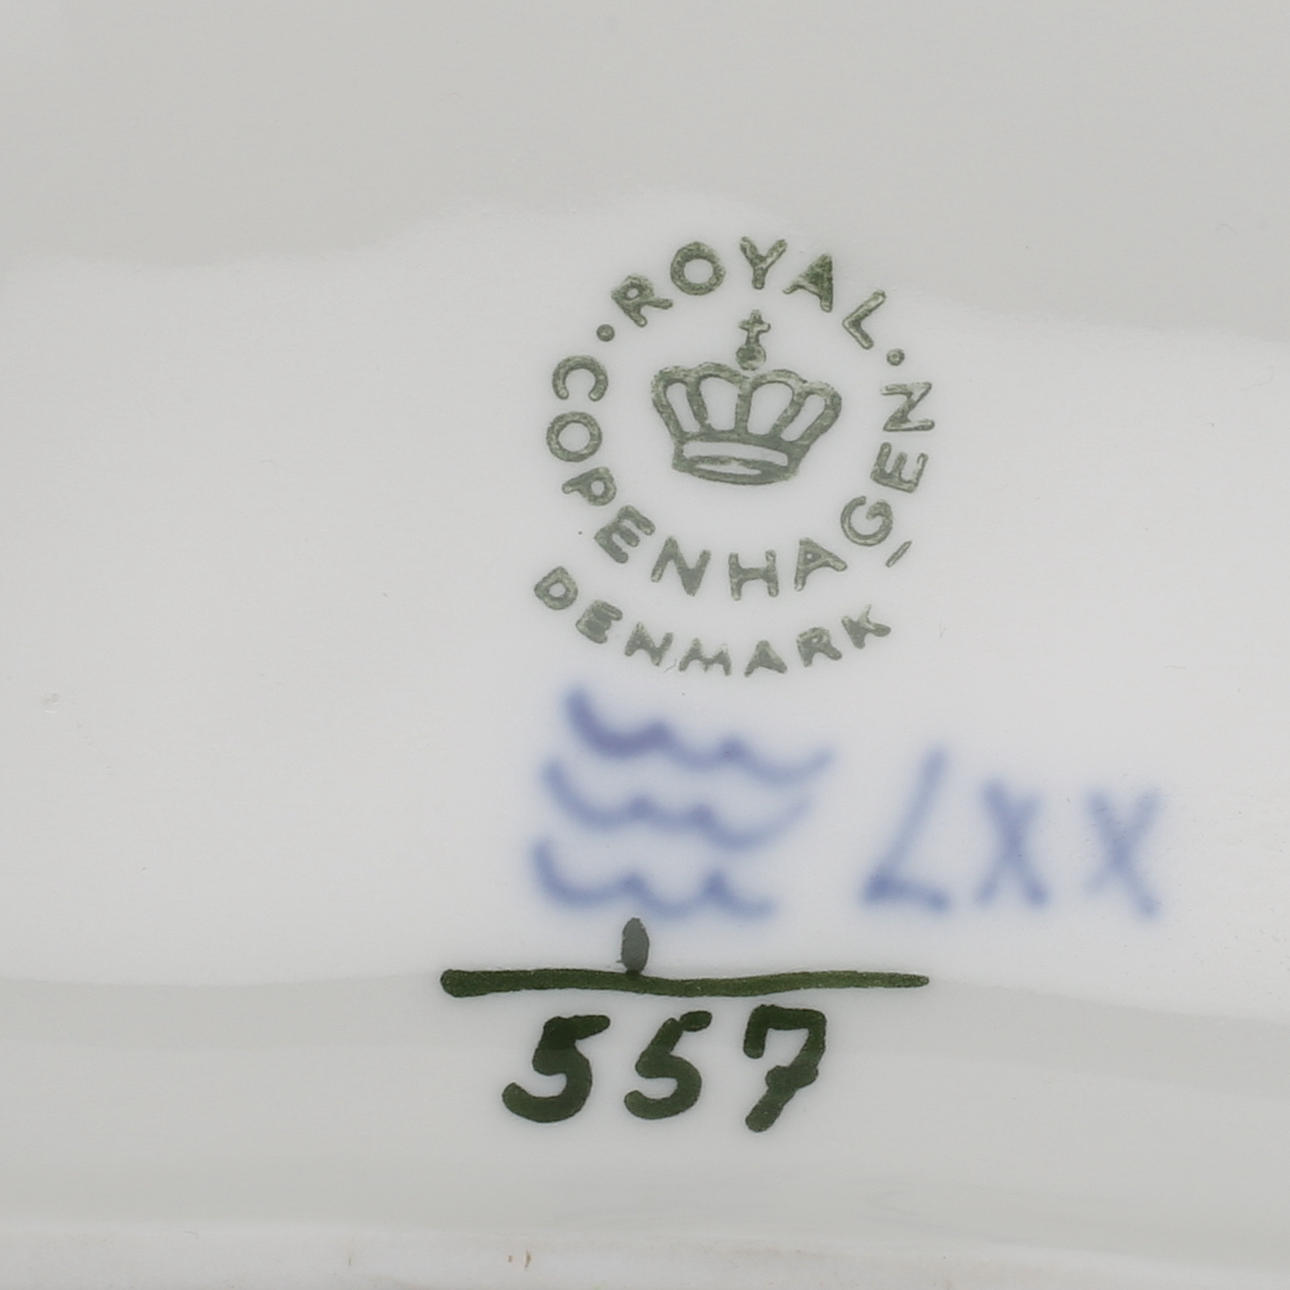 ROYAL
COPENHAGEN
DENMARK
LXX
557